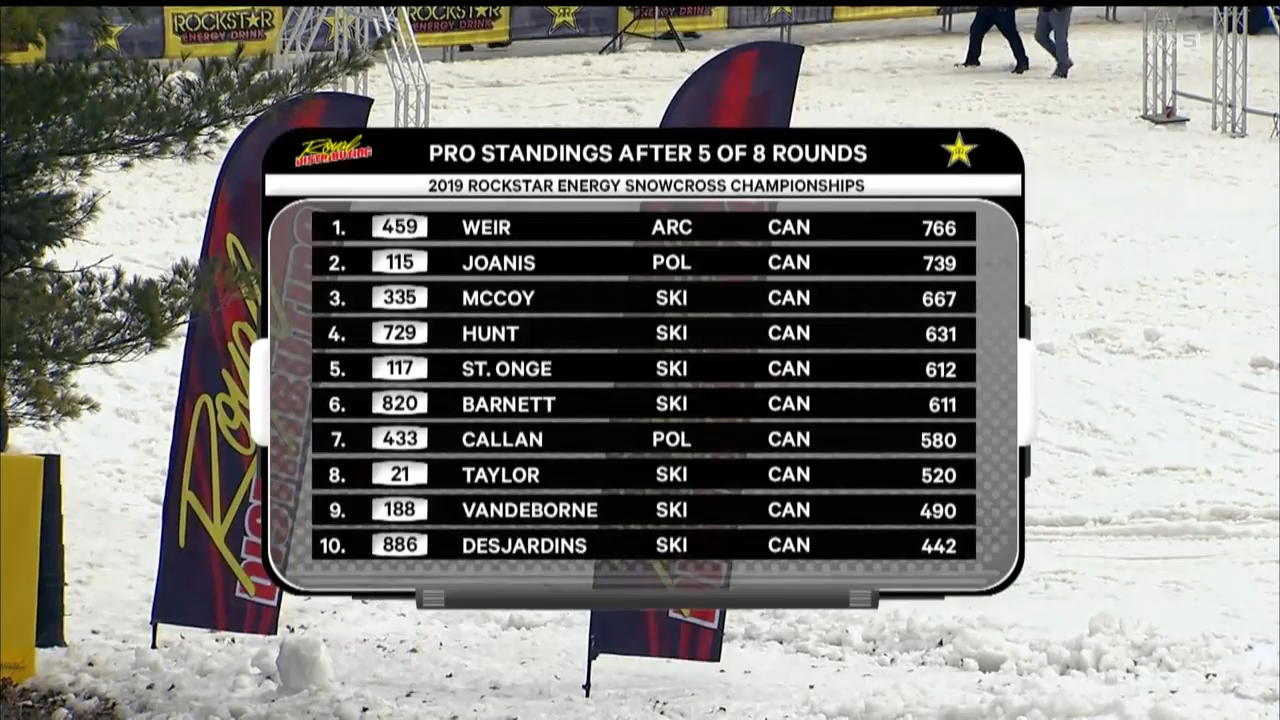 ROCKSTAR
ENERGY DRINK
ROCKSTAR
ENERGY DRINK
Royal
DISTRIBUTING
PRO STANDINGS AFTER 5 OF 8 ROUNDS
2019 ROCKSTAR ENERGY SNOWCROSS CHAMPIONSHIPS
1. 459 WEIR ARC CAN 766
2. 115 JOANIS POL CAN 739
3. 335 MCCOY SKI CAN 667
4. 729 HUNT SKI CAN 631
5. 117 ST. ONGE SKI CAN 612
6. 820 BARNETT SKI CAN 611
7. 433 CALLAN POL CAN 580
8. 21 TAYLOR SKI CAN 520
9. 188 VANDEBORNE SKI CAN 490
10. 886 DESJARDINS SKI CAN 442
Royal